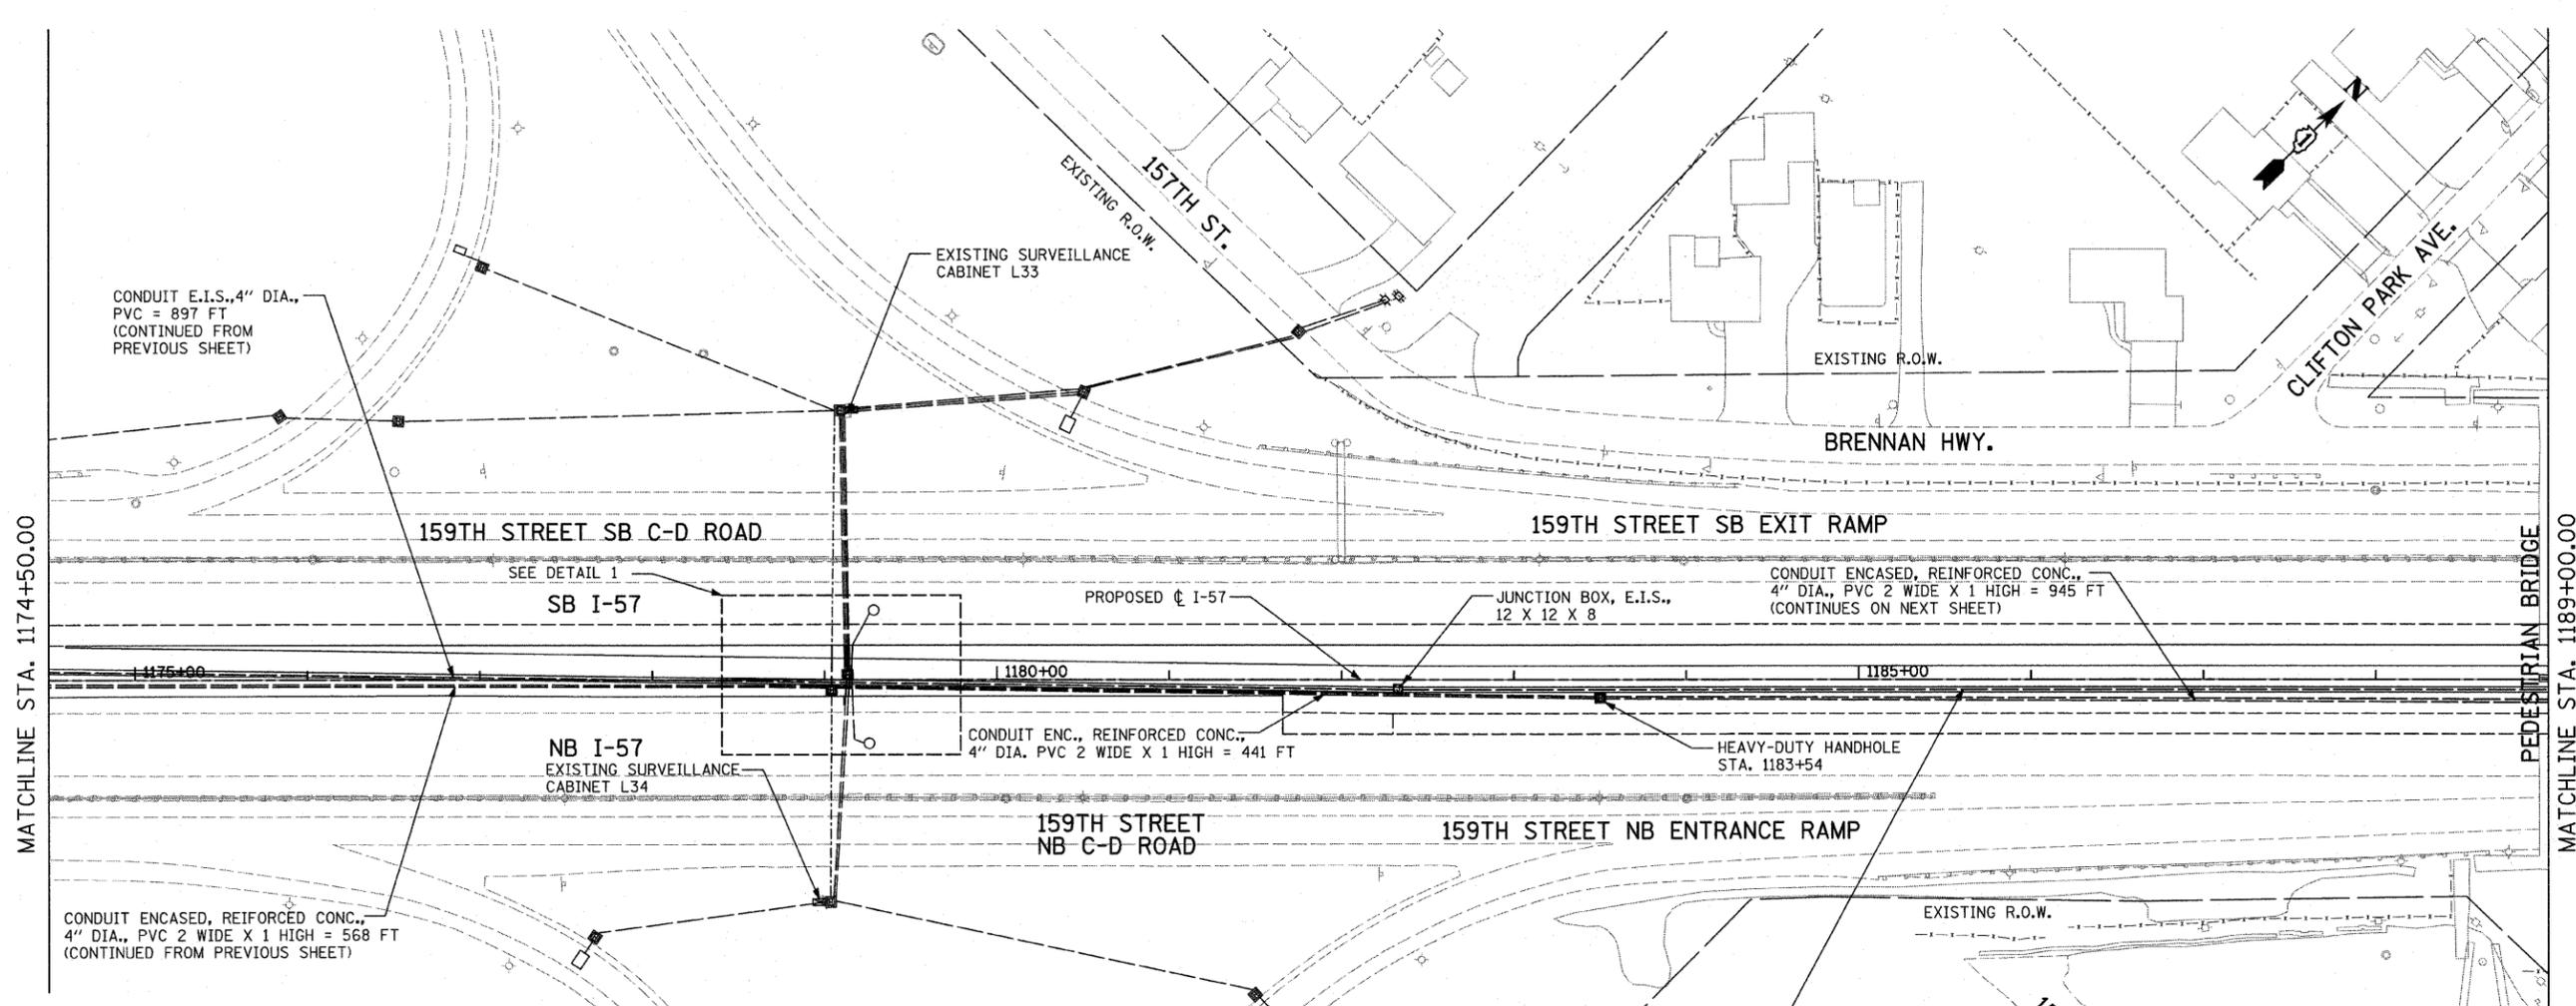 N
1
157TH ST.
EXISTING R.O.W.
EXISTING SURVEILLANCE
CABINET L33
CONDUIT E.I.S.,4" DIA.,
PVC = 897 FT
(CONTINUED FROM
PREVIOUS SHEET)
CLIFTON PARK AVE.
EXISTING R.O.W.
BRENNAN HWY.
159TH STREET SB C-D ROAD
159TH STREET SB EXIT RAMP
MATCHLINE STA. 1174+50.00
MATCHLINE STA. 1189+00.00
PEDESTRIAN BRIDGE
SEE DETAIL 1
SB I-57
PROPOSED ℄ I-57
JUNCTION BOX, E.I.S.,
12 X 12 X 8
CONDUIT ENCASED, REINFORCED CONC.,
4" DIA., PVC 2 WIDE X 1 HIGH = 945 FT
(CONTINUES ON NEXT SHEET)
1175+00
1180+00
1185+00
CONDUIT ENC., REINFORCED CONC.,
4" DIA. PVC 2 WIDE X 1 HIGH = 441 FT
NB I-57
EXISTING SURVEILLANCE
CABINET L34
HEAVY-DUTY HANDHOLE
STA. 1183+54
159TH STREET
NB C-D ROAD
159TH STREET NB ENTRANCE RAMP
CONDUIT ENCASED, REIFORCED CONC.,
4" DIA., PVC 2 WIDE X 1 HIGH = 568 FT
(CONTINUED FROM PREVIOUS SHEET)
EXISTING R.O.W.